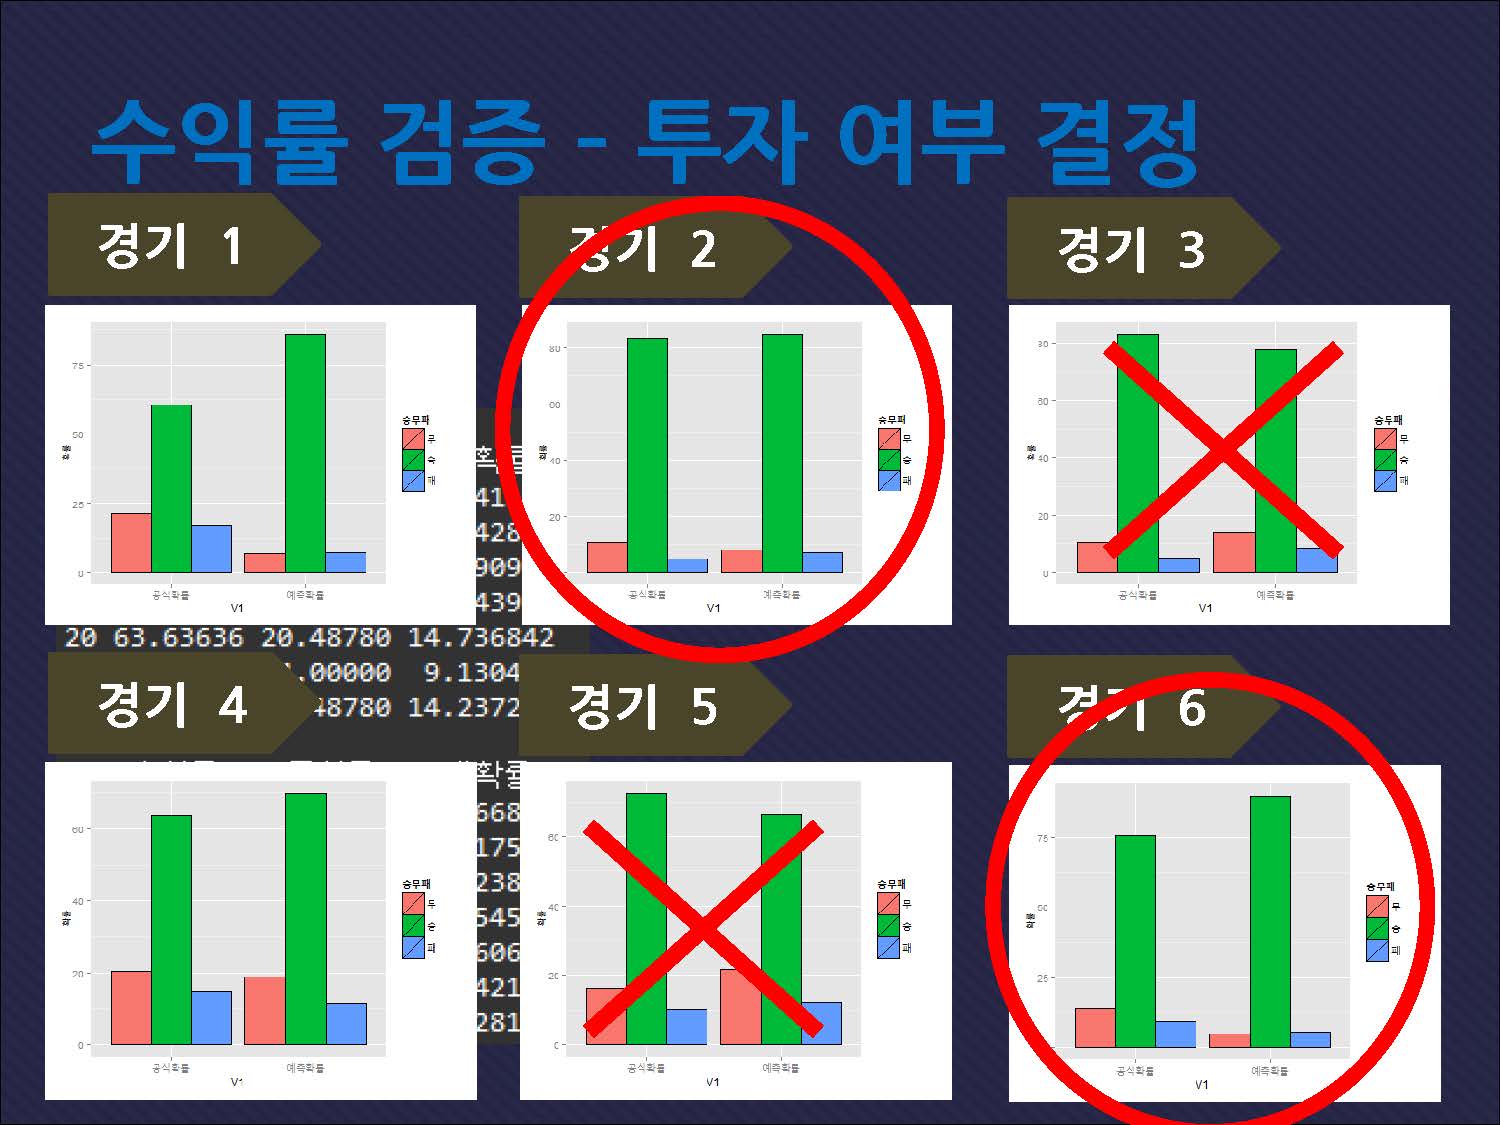 수익률 검증 - 투자 여부 결정
경기 1
경기 2
경기 3
75
50
25
0
확률
공식확률
예측확률
V1
승무패
무
승
패
80
60
40
20
확률
공식확률
예측확률
V1
승무패
무
승
패
80
60
40
20
0
확률
공식확률
예측확률
V1
승무패
무
승
패
41
428
909
439
20 63.63636 20.48780 14.736842
.00000 9.1304
48780 14.2372
경기 4
경기 5
경기 6
확률
668
175
238
545
606
421
281
60
40
20
0
확률
공식확률
예측확률
V1
승무패
무
승
패
60
40
20
0
확률
공식확률
예측확률
V1
승무패
무
승
패
75
50
25
확률
공식확률
예측확률
V1
승무패
무
승
패